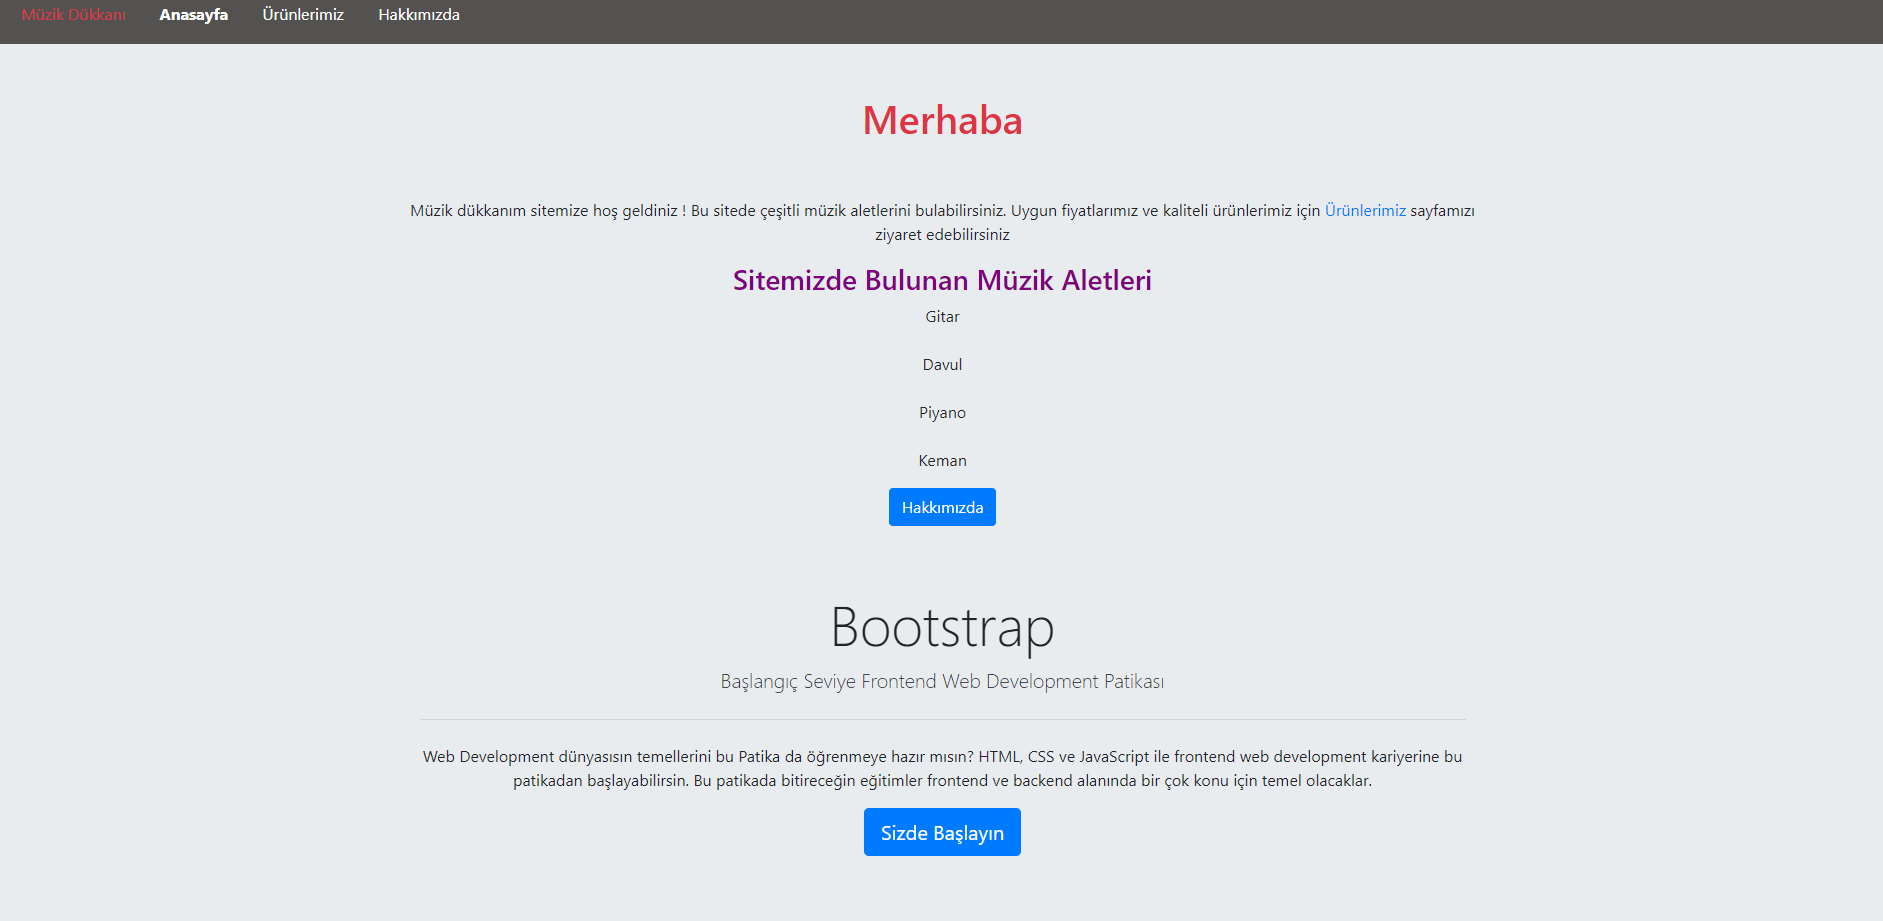 Müzik Dükkanı Anasayfa Ürünlerimiz Hakkımızda
Merhaba
Müzik dükkanım sitemize hoş geldiniz ! Bu sitede çeşitli müzik aletlerini bulabilirsiniz. Uygun fiyatlarımız ve kaliteli ürünlerimiz için Ürünlerimiz sayfamızı
ziyaret edebilirsiniz
Sitemizde Bulunan Müzik Aletleri
Gitar
Davul
Piyano
Keman
Hakkımızda
Bootstrap
Başlangıç Seviye Frontend Web Development Patikası
Web Development dünyasısın temellerini bu Patika da öğrenmeye hazır mısın? HTML, CSS ve JavaScript ile frontend web development kariyerine bu
patikadan başlayabilirsin. Bu patikada bitireceğin eğitimler frontend ve backend alanında bir çok konu için temel olacaklar.
Sizde Başlayın